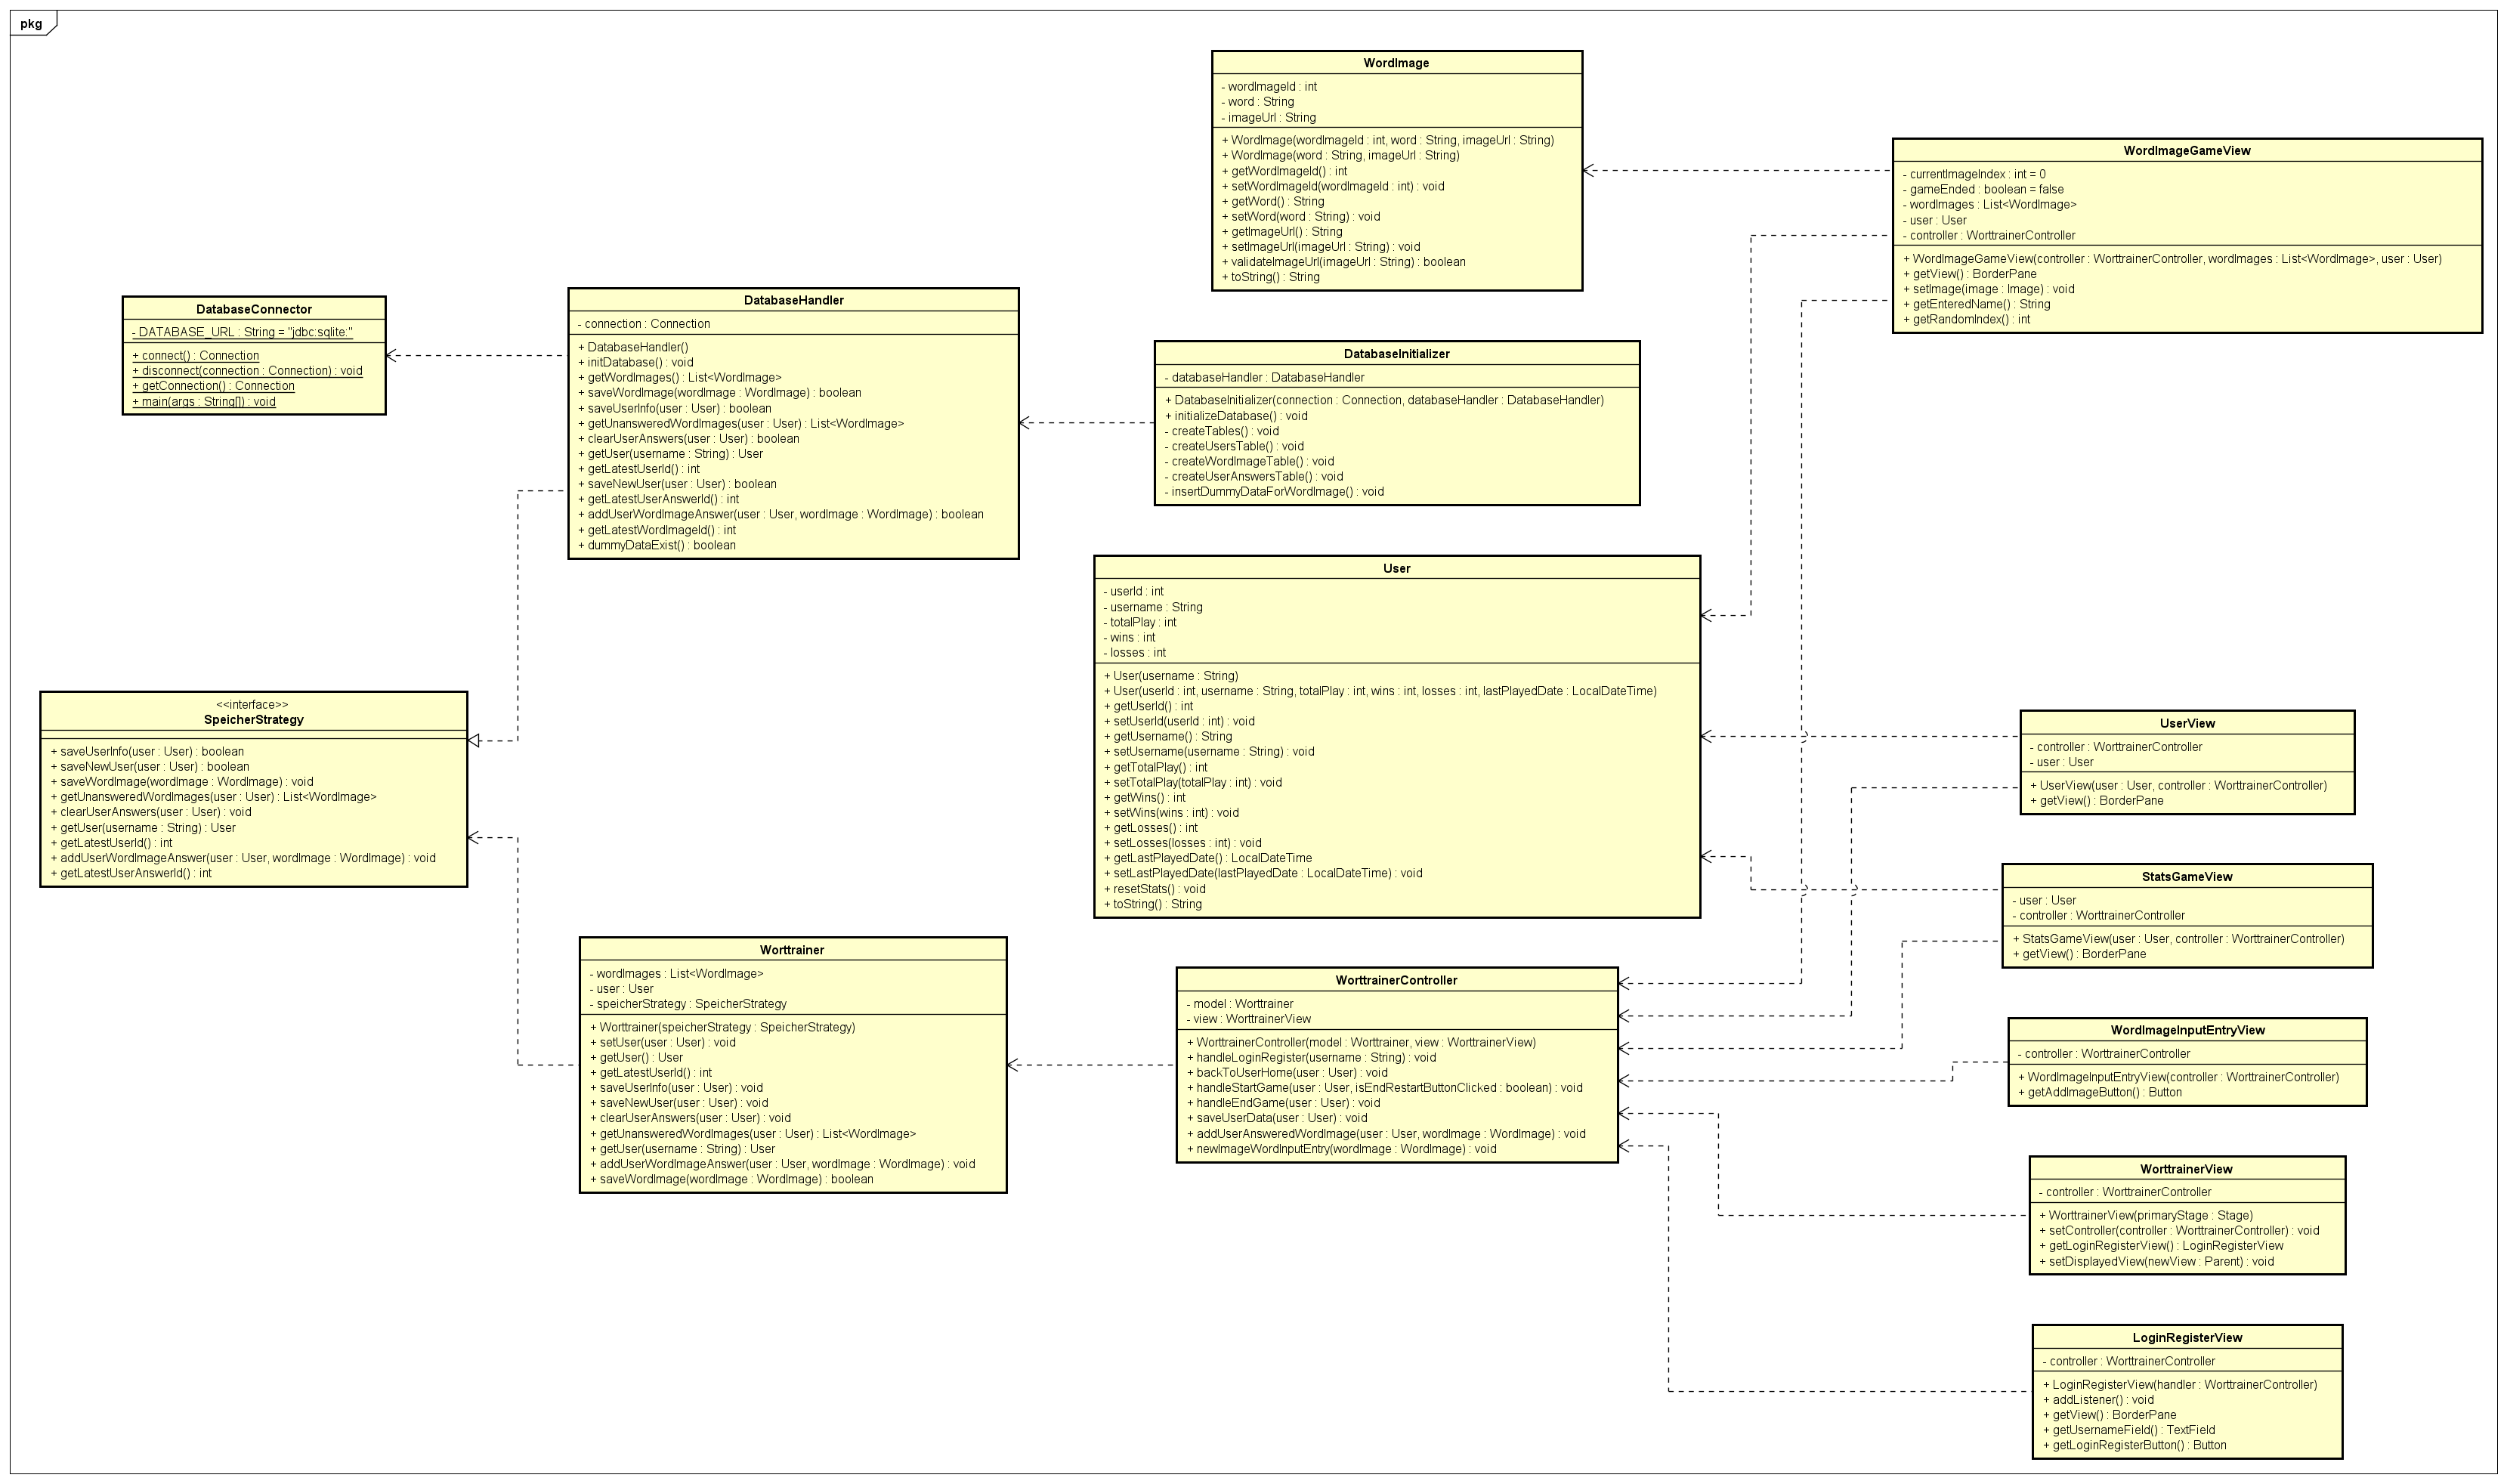 pkg
WordImage
- wordImageId : int
- word : String
- imageUrl : String
+ WordImage(wordImageId : int, word : String, imageUrl : String)
+ WordImage(word : String, imageUrl : String)
+ getWordImageId() : int
+ setWordImageId(wordImageId : int) : void
+ getWord() : String
+ setWord(word : String) : void
+ getImageUrl() : String
+ setImageUrl(imageUrl : String) : void
+ validateImageUrl(imageUrl : String) : boolean
+ toString() : String
WordImageGameView
- currentImageIndex : int = 0
- gameEnded : boolean = false
- wordImages : List<WordImage>
- user : User
- controller : WorttrainerController
+ WordImageGameView(controller : WorttrainerController, wordImages : List<WordImage>, user : User)
+ getView() : BorderPane
+ setImage(image : Image) : void
+ getEnteredName() : String
+ getRandomIndex() : int
DatabaseConnector
- DATABASE_URL : String = "jdbc:sqlite:"
+ connect() : Connection
+ disconnect(connection : Connection) : void
+ getConnection() : Connection
+ main(args : String[]) : void
DatabaseHandler
- connection : Connection
+ DatabaseHandler()
+ initDatabase() : void
+ getWordImages() : List<WordImage>
+ saveWordImage(wordImage : WordImage) : boolean
+ saveUserInfo(user : User) : boolean
+ getUnansweredWordImages(user : User) : List<WordImage>
+ clearUserAnswers(user : User) : boolean
+ getUser(username : String) : User
+ getLatestUserId() : int
+ saveNewUser(user : User) : boolean
+ getLatestUserAnswerId() : int
+ addUserWordImageAnswer(user : User, wordImage : WordImage) : boolean
+ getLatestWordImageId() : int
+ dummyDataExist() : boolean
DatabaseInitializer
- databaseHandler : DatabaseHandler
+ DatabaseInitializer(connection : Connection, databaseHandler : DatabaseHandler)
+ initializeDatabase() : void
- createTables() : void
- createUsersTable() : void
- createWordImageTable() : void
- createUserAnswersTable() : void
- insertDummyDataForWordImage() : void
User
- userId : int
- username : String
- totalPlay : int
- wins : int
- losses : int
+ User(username : String)
+ User(userId : int, username : String, totalPlay : int, wins : int, losses : int, lastPlayedDate : LocalDateTime)
+ getUserId() : int
+ setUserId(userId : int) : void
+ getUsername() : String
+ setUsername(username : String) : void
+ getTotalPlay() : int
+ setTotalPlay(totalPlay : int) : void
+ getWins() : int
+ setWins(wins : int) : void
+ getLosses() : int
+ setLosses(losses : int) : void
+ getLastPlayedDate() : LocalDateTime
+ setLastPlayedDate(lastPlayedDate : LocalDateTime) : void
+ resetStats() : void
+ toString() : String
<<interface>>
SpeicherStrategy
+ saveUserInfo(user : User) : boolean
+ saveNewUser(user : User) : boolean
+ saveWordImage(wordImage : WordImage) : void
+ getUnansweredWordImages(user : User) : List<WordImage>
+ clearUserAnswers(user : User) : void
+ getUser(username : String) : User
+ getLatestUserId() : int
+ addUserWordImageAnswer(user : User, wordImage : WordImage) : void
+ getLatestUserAnswerId() : int
UserView
- controller : WorttrainerController
- user : User
+ UserView(user : User, controller : WorttrainerController)
+ getView() : BorderPane
StatsGameView
- user : User
- controller : WorttrainerController
+ StatsGameView(user : User, controller : WorttrainerController)
+ getView() : BorderPane
Worttrainer
- wordImages : List<WordImage>
- user : User
- speicherStrategy : SpeicherStrategy
+ Worttrainer(speicherStrategy : SpeicherStrategy)
+ setUser(user : User) : void
+ getUser() : User
+ getLatestUserId() : int
+ saveUserInfo(user : User) : void
+ saveNewUser(user : User) : void
+ clearUserAnswers(user : User) : void
+ getUnansweredWordImages(user : User) : List<WordImage>
+ getUser(username : String) : User
+ addUserWordImageAnswer(user : User, wordImage : WordImage) : void
+ saveWordImage(wordImage : WordImage) : boolean
WorttrainerController
- model : Worttrainer
- view : WorttrainerView
+ WorttrainerController(model : Worttrainer, view : WorttrainerView)
+ handleLoginRegister(username : String) : void
+ backToUserHome(user : User) : void
+ handleStartGame(user : User, isEndRestartButtonClicked : boolean) : void
+ handleEndGame(user : User) : void
+ saveUserData(user : User) : void
+ addUserAnsweredWordImage(user : User, wordImage : WordImage) : void
+ newImageWordInputEntry(wordImage : WordImage) : void
WordImageInputEntryView
- controller : WorttrainerController
+ WordImageInputEntryView(controller : WorttrainerController)
+ getAddImageButton() : Button
WorttrainerView
- controller : WorttrainerController
+ WorttrainerView(primaryStage : Stage)
+ setController(controller : WorttrainerController) : void
+ getLoginRegisterView() : LoginRegisterView
+ setDisplayedView(newView : Parent) : void
LoginRegisterView
- controller : WorttrainerController
+ LoginRegisterView(handler : WorttrainerController)
+ addListener() : void
+ getView() : BorderPane
+ getUsernameField() : TextField
+ getLoginRegisterButton() : Button